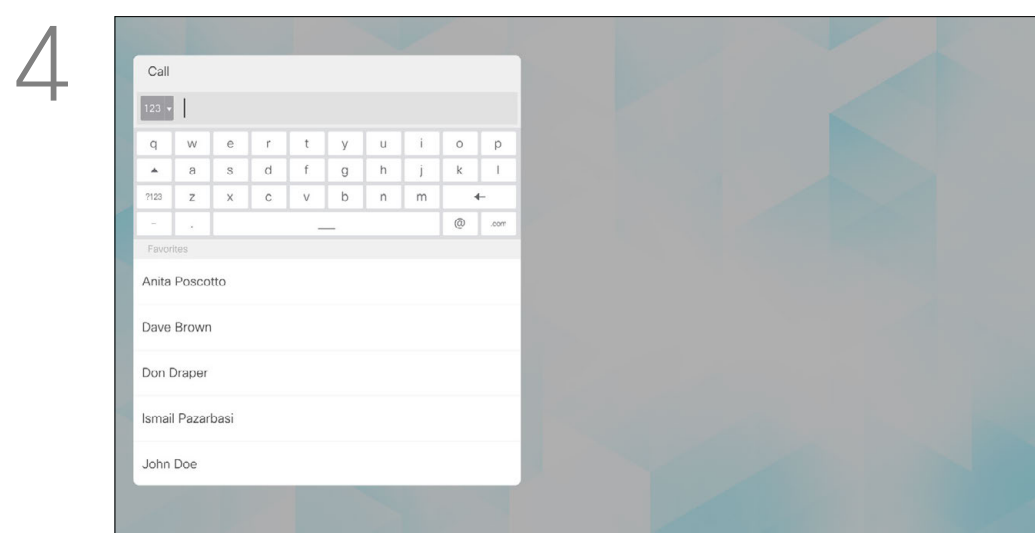 4
Call
123
q w e r t y u i o p
a s d f g h j k l
?123 z x c v b n m
- . _ @ .com
Favorites
Anita Poscotto
Dave Brown
Don Draper
Ismail Pazarbasi
John Doe